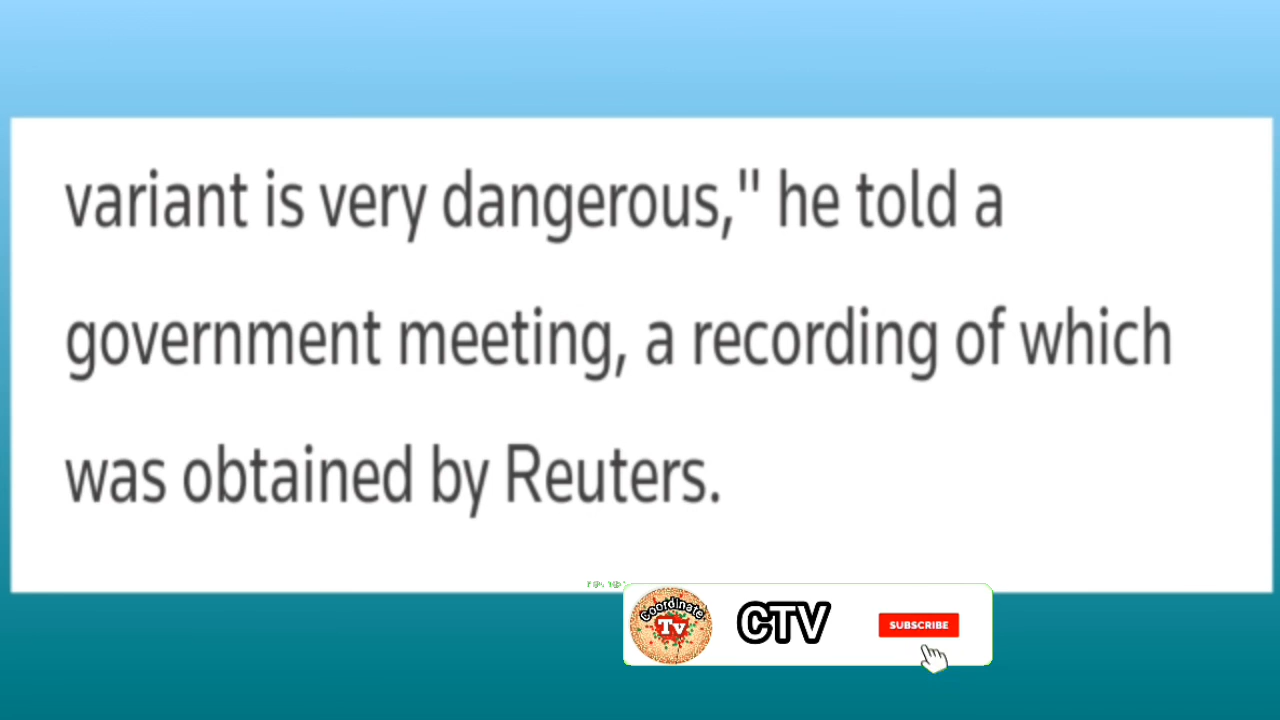 variant is very dangerous," he told a
government meeting, a recording of which
was obtained by Reuters.
Coordinate
Tv
CTV
SUBSCRIBE